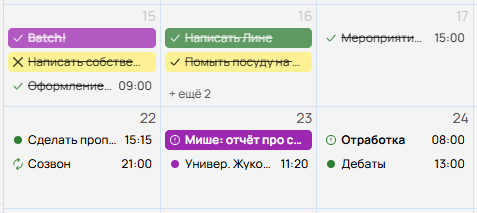 15
Batch!
Написать собстве...
Оформление... 09:00
16
Написать Лине
Помыть посуду на ...
+ ещё 2
17
Мероприяти... 15:00
22
Сделать проп... 15:15
Созвон 21:00
23
Мише: отчёт про с...
Универ. Жуко... 11:20
24
Отработка 08:00
Дебаты 13:00